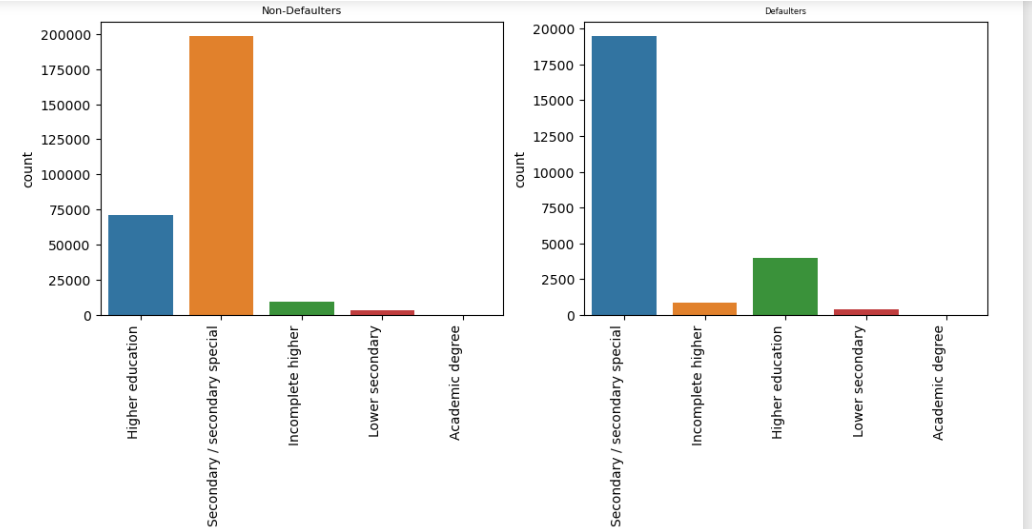 Non-Defaulters
200000
175000
150000
125000
100000
75000
50000
25000
0
count
Higher education
Secondary / secondary special
Incomplete higher
Lower secondary
Academic degree
Defaulters
20000
17500
15000
12500
10000
7500
5000
2500
0
count
Secondary / secondary special
Incomplete higher
Higher education
Lower secondary
Academic degree